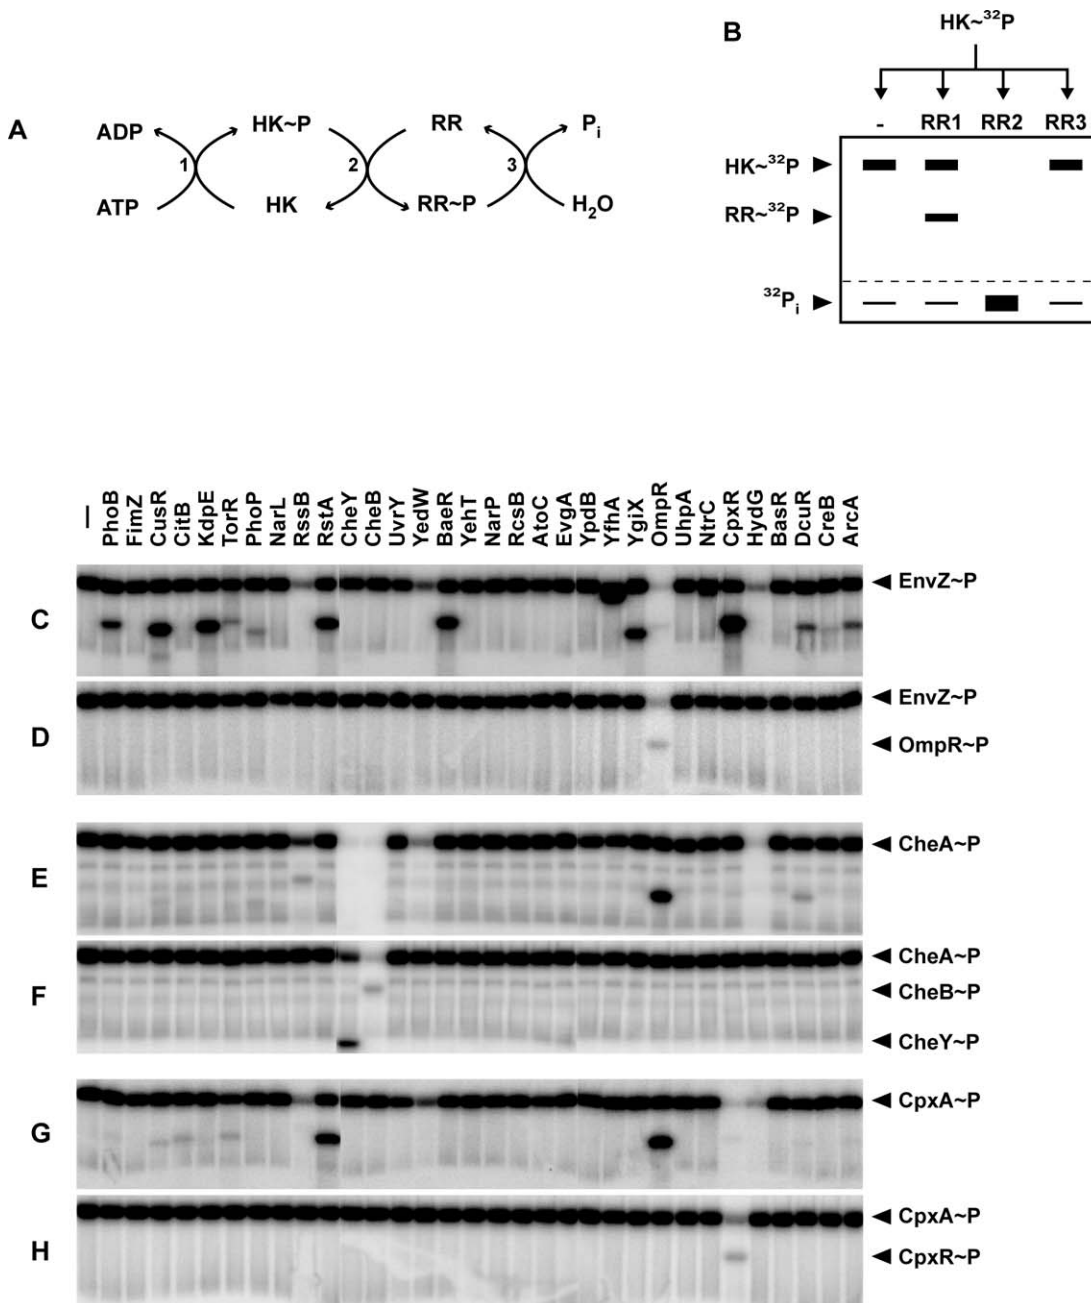 A
ADP
HK~P
RR
Pi
1
2
3
ATP
HK
RR~P
H2O
B
HK~32P
- RR1 RR2 RR3
HK~32P
RR~32P
32Pi
— PhoB FimZ CusR CitB KdpE TorR PhoP NarL RssB RstA CheY CheB UvrY YedW BaeR YehT NarP RcsB AtoC EvgA YpdB YfhA YgiX OmpR UhpA NtrC CpxR HydG BasR DcuR CreB ArcA
C
EnvZ~P
D
EnvZ~P
OmpR~P
E
CheA~P
F
CheA~P
CheB~P
CheY~P
G
CpxA~P
H
CpxA~P
CpxR~P